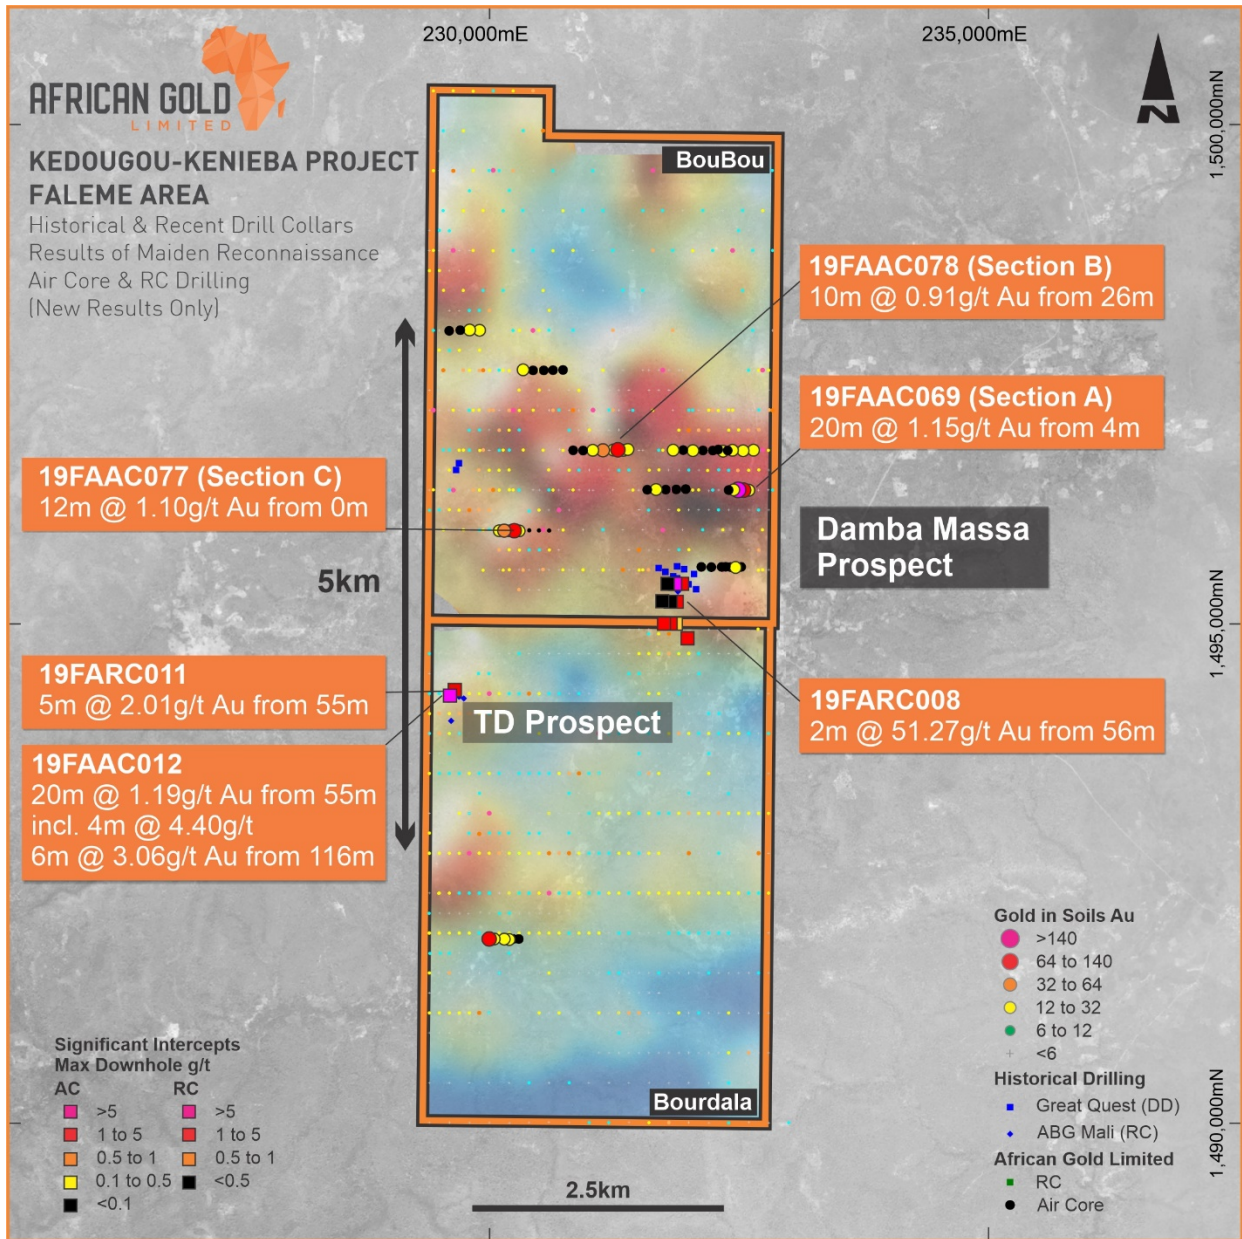 230,000mE
235,000mE
AFRICAN GOLD
LIMITED
N
1,500,000mN
KEDOUGOU-KENIEBA PROJECT
FALEME AREA
Historical & Recent Drill Collars
Results of Maiden Reconnaissance
Air Core & RC Drilling
(New Results Only)
BouBou
19FAAC078 (Section B)
10m @ 0.91g/t Au from 26m
19FAAC069 (Section A)
20m @ 1.15g/t Au from 4m
19FAAC077 (Section C)
12m @ 1.10g/t Au from 0m
Damba Massa
Prospect
5km
1,495,000mN
19FARC011
5m @ 2.01g/t Au from 55m
TD Prospect
19FARC008
2m @ 51.27g/t Au from 56m
19FAAC012
20m @ 1.19g/t Au from 55m
incl. 4m @ 4.40g/t
6m @ 3.06g/t Au from 116m
Gold in Soils Au
>140
64 to 140
32 to 64
12 to 32
6 to 12
<6
Historical Drilling
Great Quest (DD)
ABG Mali (RC)
African Gold Limited
RC
Air Core
1,490,000mN
Significant Intercepts
Max Downhole g/t
AC RC
>5 >5
1 to 5 1 to 5
0.5 to 1 0.5 to 1
0.1 to 0.5 <0.5
<0.1
Bourdala
2.5km